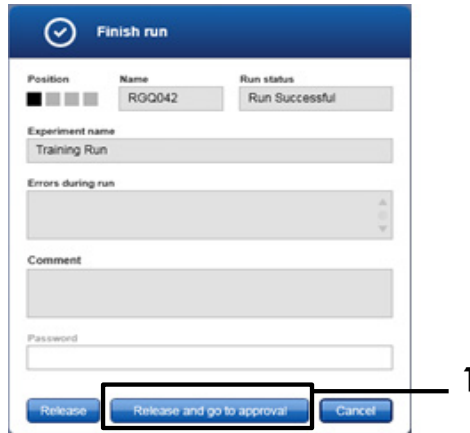 Finish run
Position Name Run status
RGQ042 Run Successful
Experiment name
Training Run
Errors during run
Comment
Password
Release Release and go to approval Cancel
1